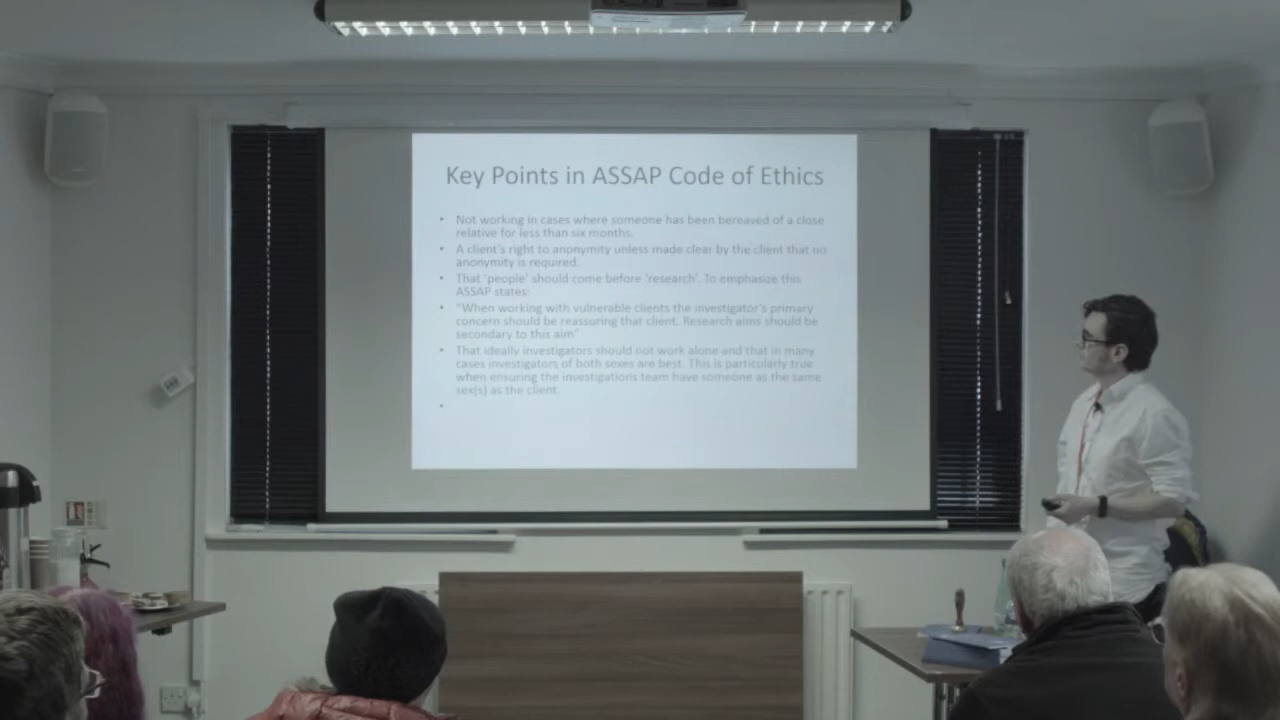 Key Points in ASSAP Code of Ethics
• Not working in cases where someone has been bereaved of a close
relative for less than six months.
• A client's right to anonymity unless made clear by the client that no
anonymity is required.
• That 'people' should come before 'research'. To emphasize this
ASSAP states:
• "When working with vulnerable clients the investigator's primary
concern should be reassuring that client. Research aims should be
secondary to this aim"
• That ideally investigators should not work alone and that in many
cases investigators of both sexes are best. This is particularly true
when ensuring the investigations team have someone as the same
sex(s) as the client.
•